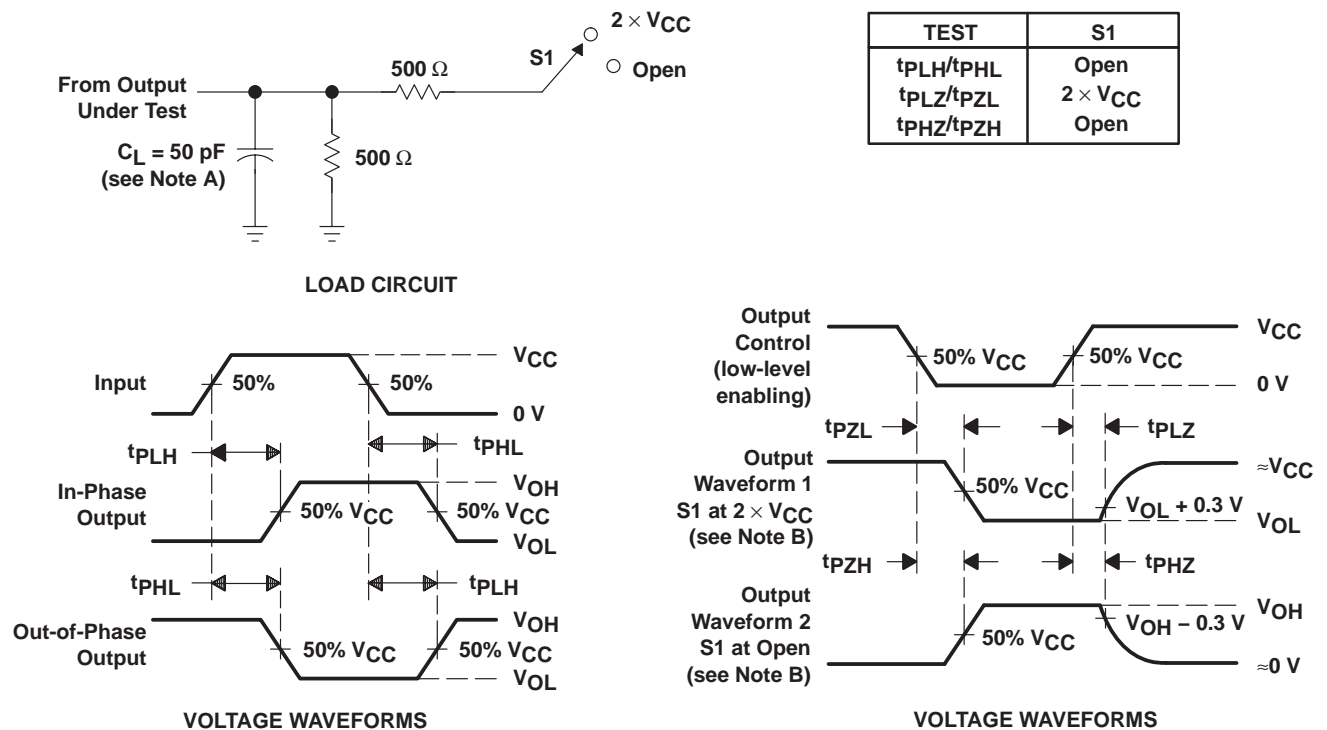 From Output
Under Test
CL = 50 pF
(see Note A)
500 Ω
500 Ω
S1
2 × VCC
Open
LOAD CIRCUIT
TEST S1
tPLH/tPHL Open
tPLZ/tPZL 2 × VCC
tPHZ/tPZH Open
Input
50%
50%
VCC
0 V
tPLH
tPHL
In-Phase
Output
50% VCC
50% VCC
VOH
VOL
tPHL
tPLH
Out-of-Phase
Output
50% VCC
50% VCC
VOH
VOL
VOLTAGE WAVEFORMS
Output
Control
(low-level
enabling)
50% VCC
50% VCC
VCC
0 V
tPZL
tPLZ
Output
Waveform 1
S1 at 2 × VCC
(see Note B)
50% VCC
VOL + 0.3 V
≈VCC
VOL
tPZH
tPHZ
Output
Waveform 2
S1 at Open
(see Note B)
50% VCC
VOH − 0.3 V
VOH
≈0 V
VOLTAGE WAVEFORMS